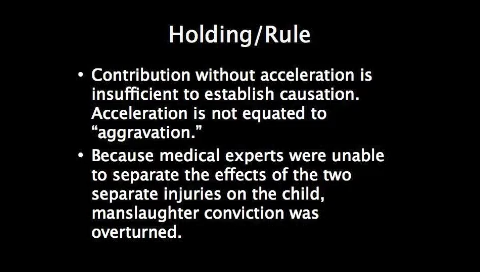 Holding/Rule
• Contribution without acceleration is
insufficient to establish causation.
Acceleration is not equated to
“aggravation.”
• Because medical experts were unable
to separate the effects of the two
separate injuries on the child,
manslaughter conviction was
overturned.